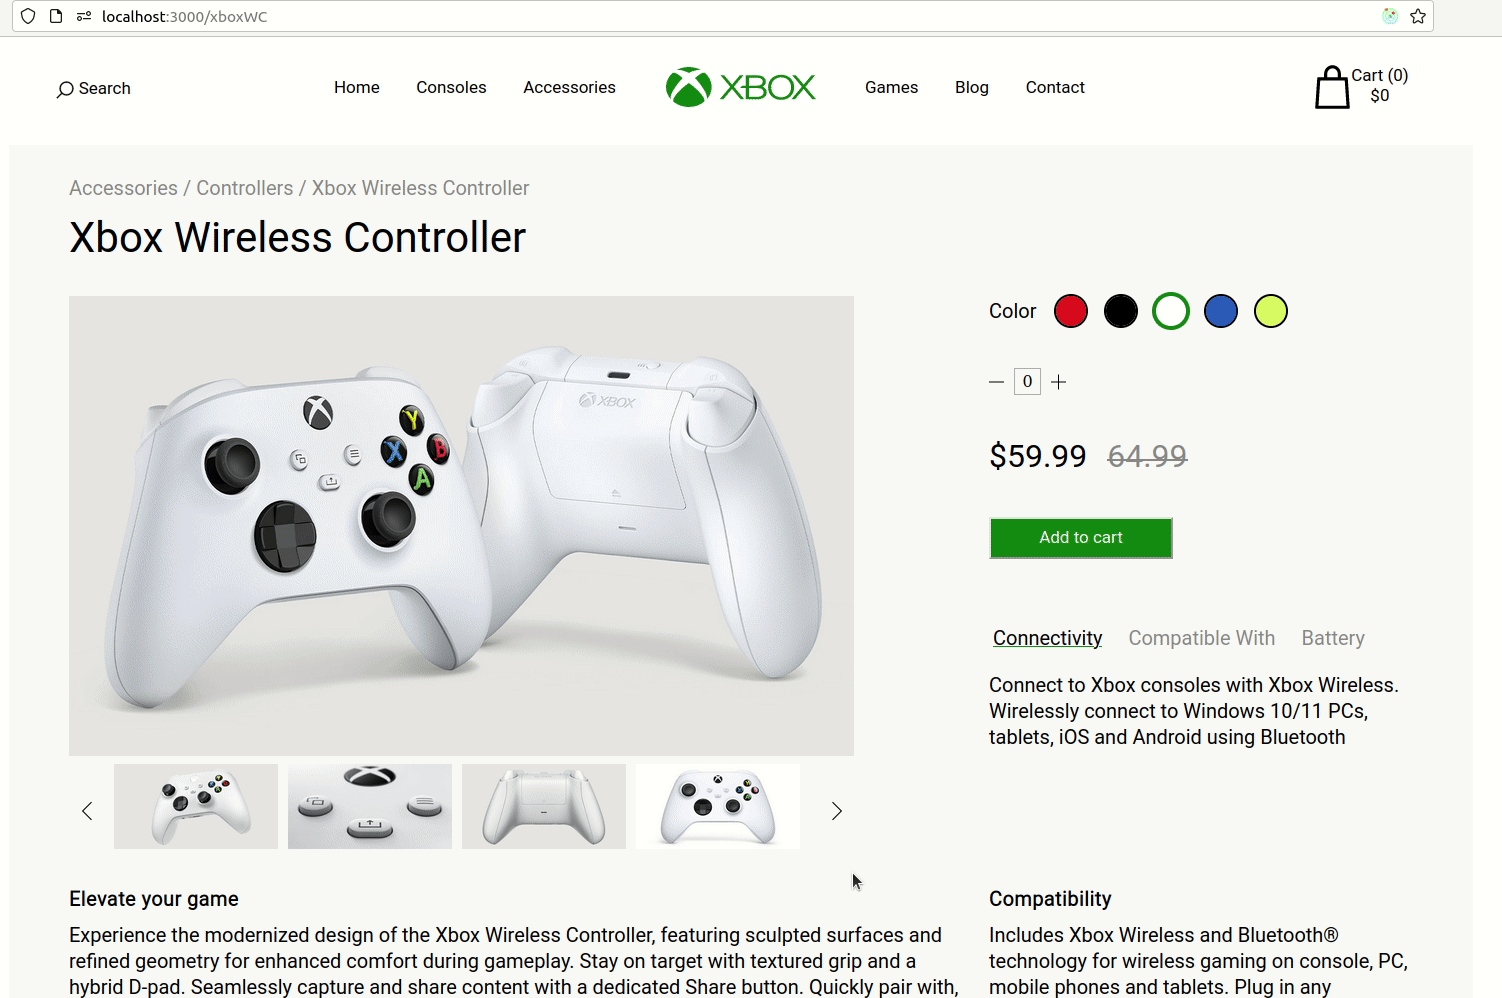 localhost:3000/xboxWC
Search
Home Consoles Accessories XBOX Games Blog Contact
Cart (0)
$0
Accessories / Controllers / Xbox Wireless Controller
Xbox Wireless Controller
Color
0
$59.99 64.99
Add to cart
XBOX
Y
X B
A
Connectivity Compatible With Battery
Connect to Xbox consoles with Xbox Wireless.
Wirelessly connect to Windows 10/11 PCs,
tablets, iOS and Android using Bluetooth
Elevate your game
Experience the modernized design of the Xbox Wireless Controller, featuring sculpted surfaces and
refined geometry for enhanced comfort during gameplay. Stay on target with textured grip and a
hybrid D-pad. Seamlessly capture and share content with a dedicated Share button. Quickly pair with,
Compatibility
Includes Xbox Wireless and Bluetooth®
technology for wireless gaming on console, PC,
mobile phones and tablets. Plug in any